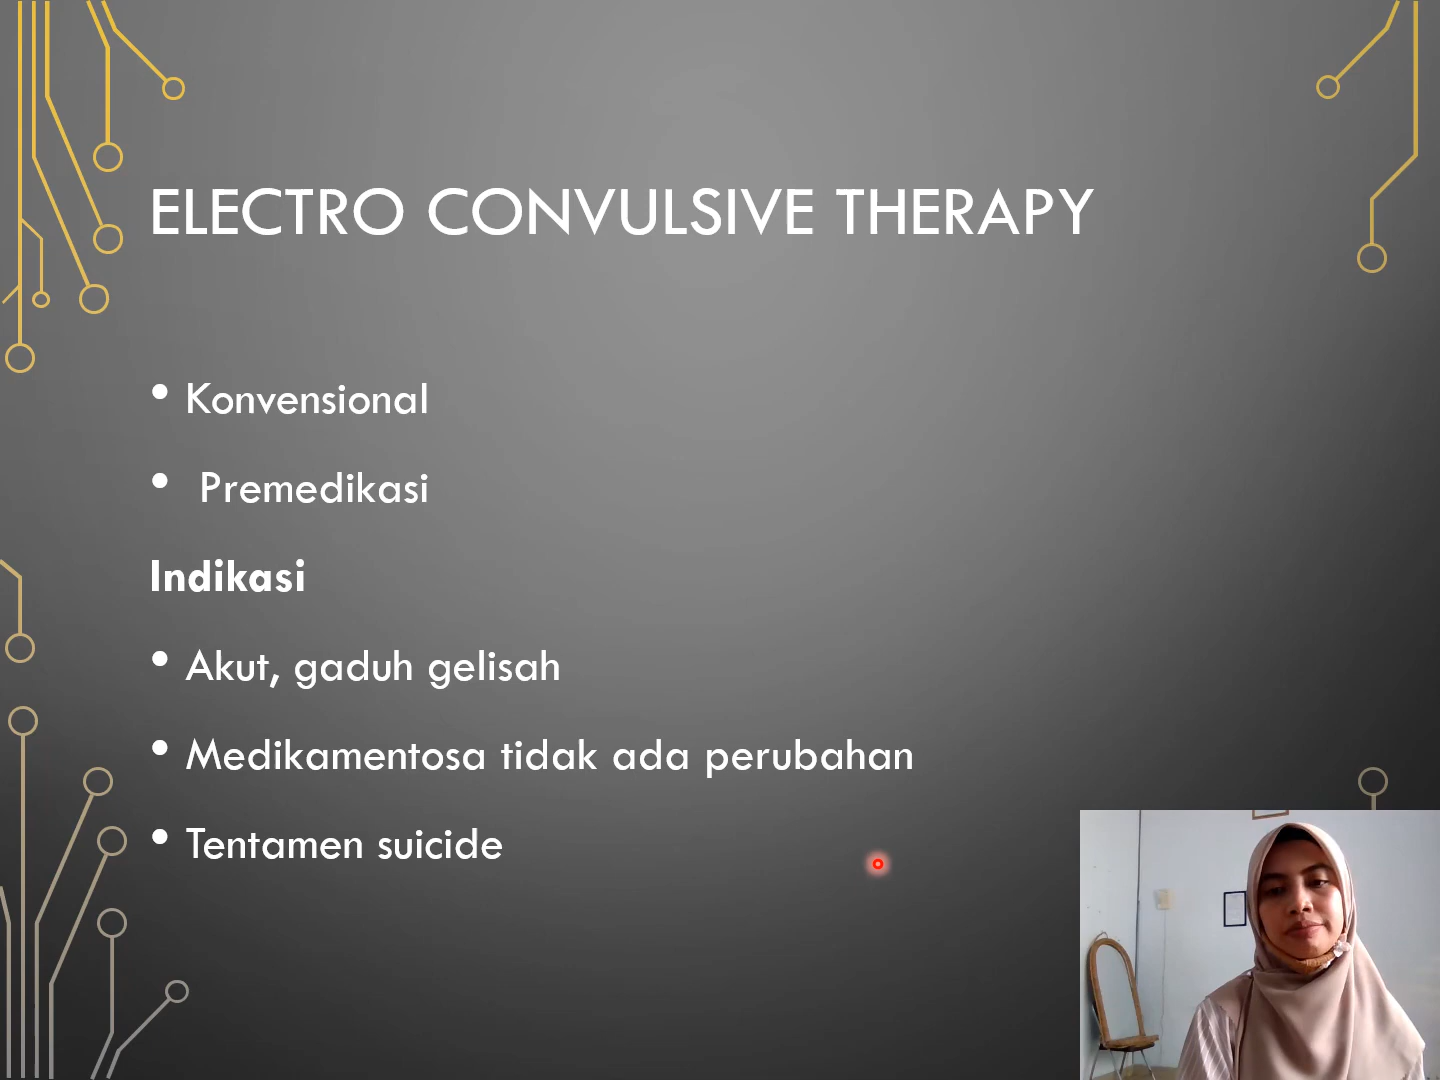 ELECTRO CONVULSIVE THERAPY
• Konvensional
• Premedikasi
Indikasi
• Akut, gaduh gelisah
• Medikamentosa tidak ada perubahan
• Tentamen suicide